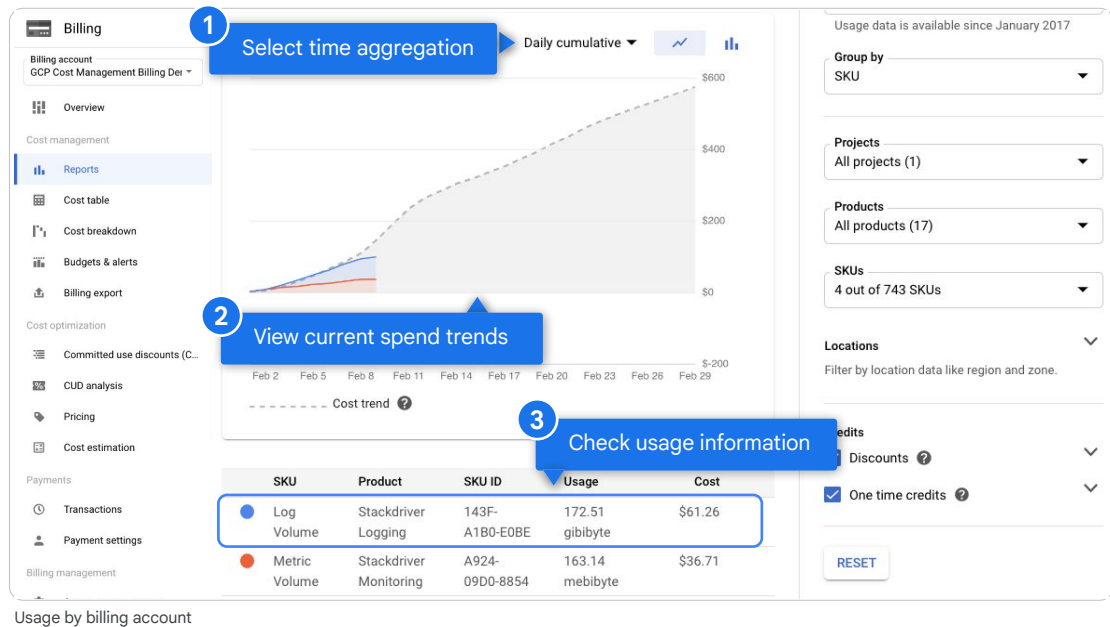 Billing
Billing account
GCP Cost Management Billing Der
Overview
Cost management
Reports
Cost table
Cost breakdown
Budgets & alerts
Billing export
Cost optimization
Committed use discounts (C...
CUD analysis
Pricing
Cost estimation
Payments
Transactions
Payment settings
Billing management
1
Select time aggregation
Daily cumulative
$600
$400
$200
$0
$-200
2
View current spend trends
Feb 2 Feb 5 Feb 8 Feb 11 Feb 14 Feb 17 Feb 20 Feb 23 Feb 26 Feb 29
Cost trend ?
3
Check usage information
SKU Product SKU ID Usage Cost
Log Stackdriver 143F- 172.51 $61.26
Volume Logging A1B0-E0BE gibibyte
Metric Stackdriver A924- 163.14 $36.71
Volume Monitoring 09D0-8854 mebibyte
Usage data is available since January 2017
Group by
SKU
Projects
All projects (1)
Products
All products (17)
SKUs
4 out of 743 SKUs
Locations
Filter by location data like region and zone.
edits
Discounts ?
One time credits ?
RESET
Usage by billing account